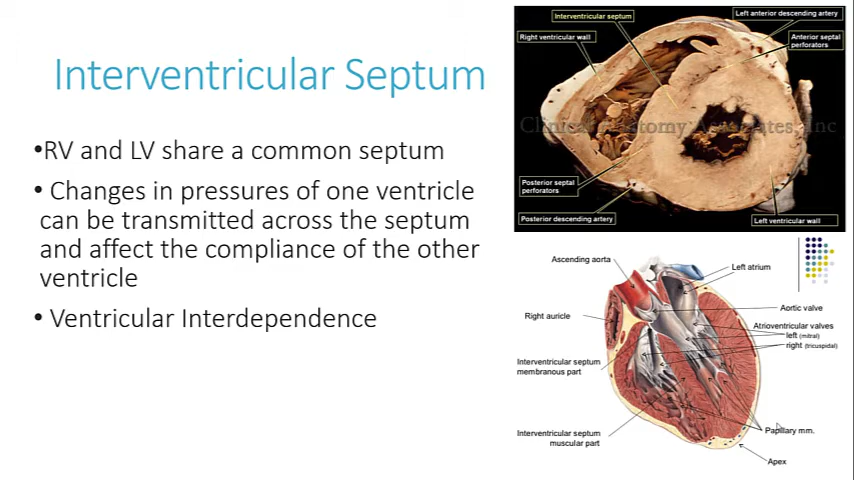 Interventricular Septum
•RV and LV share a common septum
• Changes in pressures of one ventricle
can be transmitted across the septum
and affect the compliance of the other
ventricle
• Ventricular Interdependence
Interventricular septum
Left anterior descending artery
Right ventricular wall
Anterior septal
perforators
Clinical Anatomy Associates, Inc
Posterior septal
perforators
Posterior descending artery
Left ventricular wall
Ascending aorta
Left atrium
Right auricle
Aortic valve
Atrioventricular valves
left (mitral)
right (tricuspidal)
Interventricular septum
membranous part
Papillary mm.
Interventricular septum
muscular part
Apex